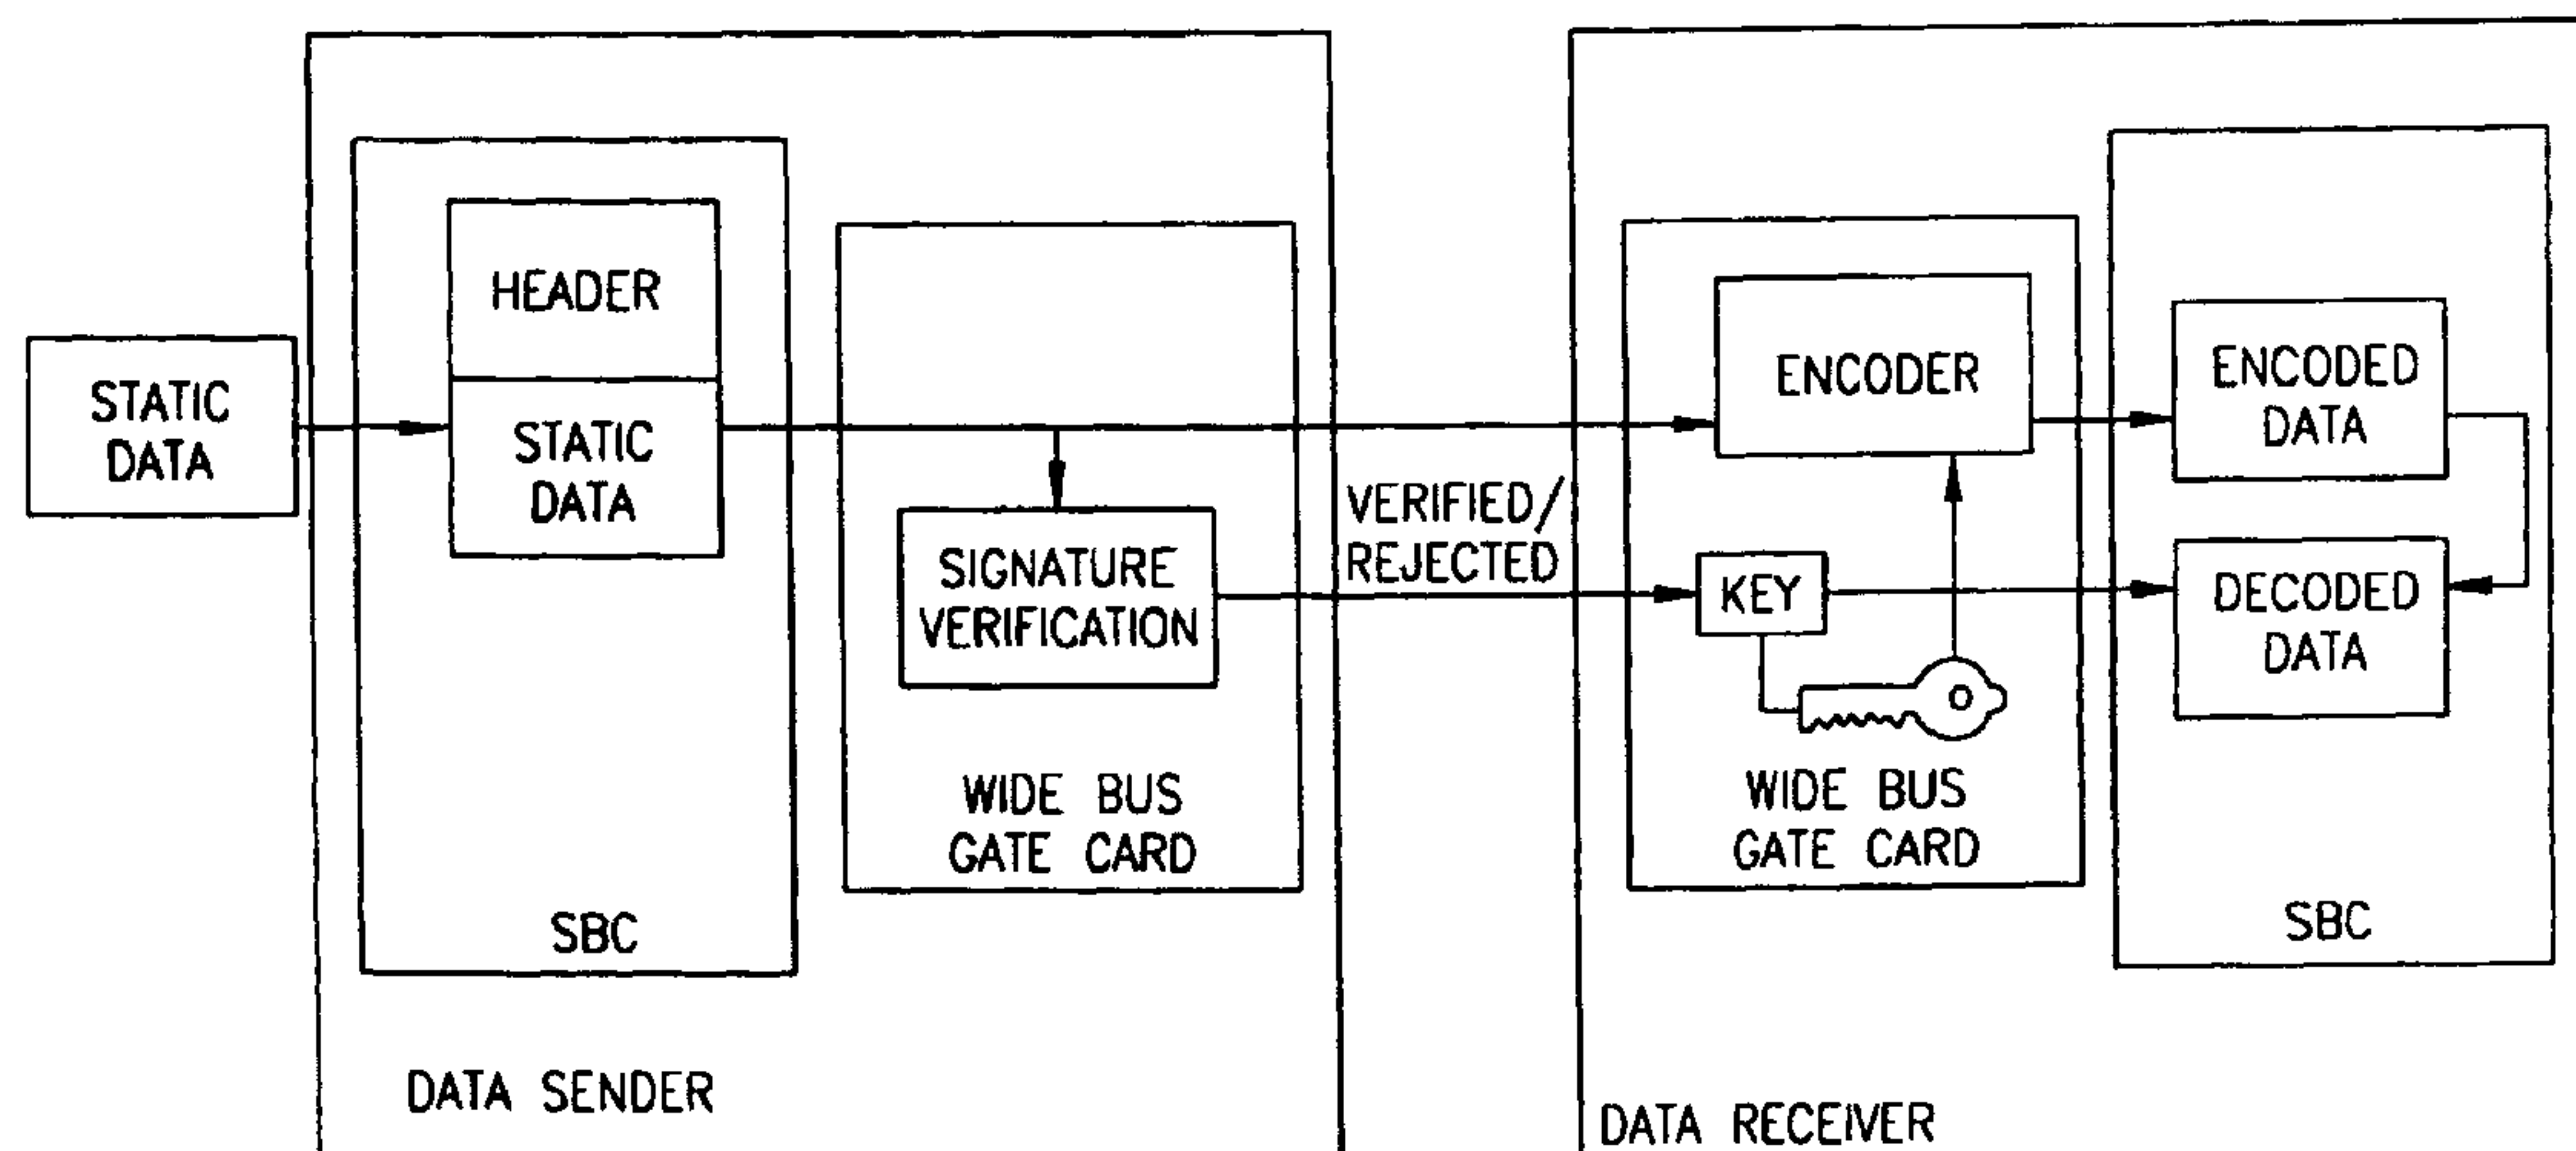 STATIC
DATA
HEADER
STATIC
DATA
SBC
SIGNATURE
VERIFICATION
WIDE BUS
GATE CARD
DATA SENDER
VERIFIED/
REJECTED
ENCODER
KEY
WIDE BUS
GATE CARD
ENCODED
DATA
DECODED
DATA
SBC
DATA RECEIVER